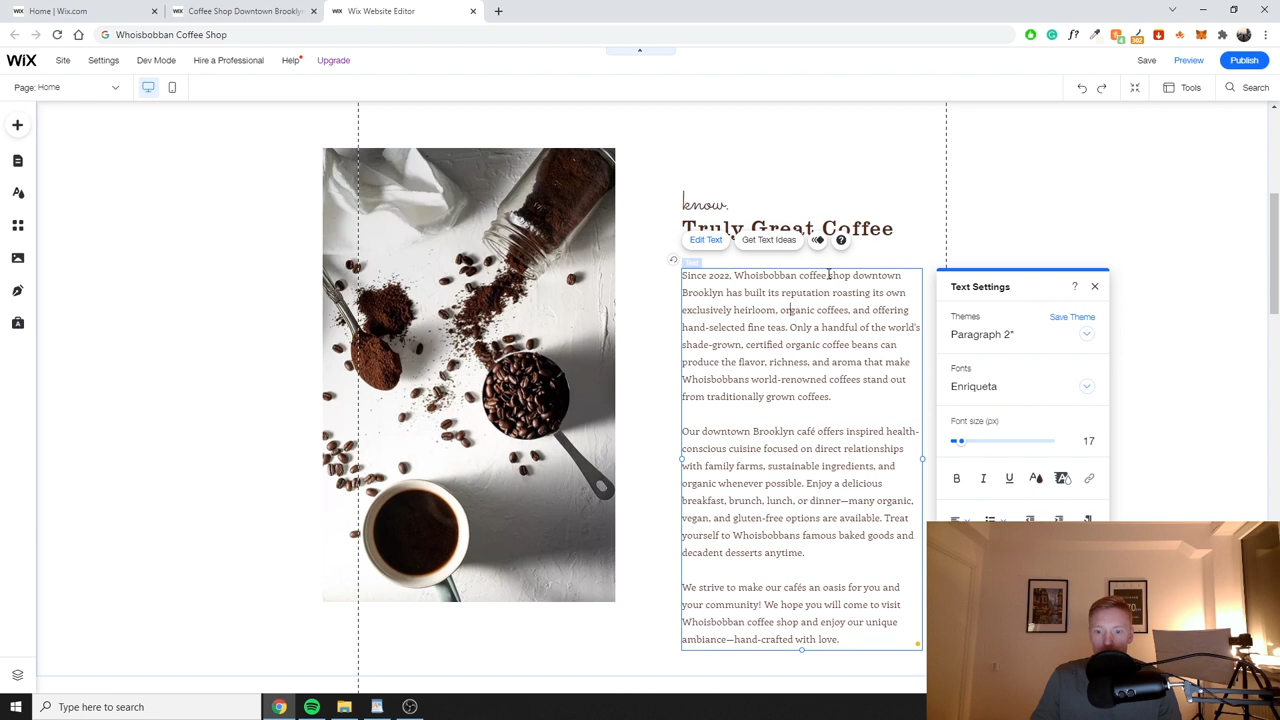 Home | Wix.com
Coffee Shop Downtown Brooklyn
Wix Website Editor
Whoisbobban Coffee Shop
WiX
Site
Settings
Dev Mode
Hire a Professional
Help
Upgrade
Save
Preview
Publish
Page: Home
Tools
Search
know.
Truly Great Coffee
Edit Text
Get Text Ideas
Text
Since 2022, Whoisbobban coffee shop downtown
Brooklyn has built its reputation roasting its own
exclusively heirloom, organic coffees, and offering
hand-selected fine teas. Only a handful of the world's
shade-grown, certified organic coffee beans can
produce the flavor, richness, and aroma that make
Whoisbobbans world-renowned coffees stand out
from traditionally grown coffees.
Our downtown Brooklyn café offers inspired health-
conscious cuisine focused on direct relationships
with family farms, sustainable ingredients, and
organic whenever possible. Enjoy a delicious
breakfast, brunch, lunch, or dinner—many organic,
vegan, and gluten-free options are available. Treat
yourself to Whoisbobbans famous baked goods and
decadent desserts anytime.
We strive to make our cafés an oasis for you and
your community! We hope you will come to visit
Whoisbobban coffee shop and enjoy our unique
ambiance—hand-crafted with love.
Text Settings
?
Themes
Save Theme
Paragraph 2*
Fonts
Enriqueta
Font size (px)
17
B
I
U
Type here to search